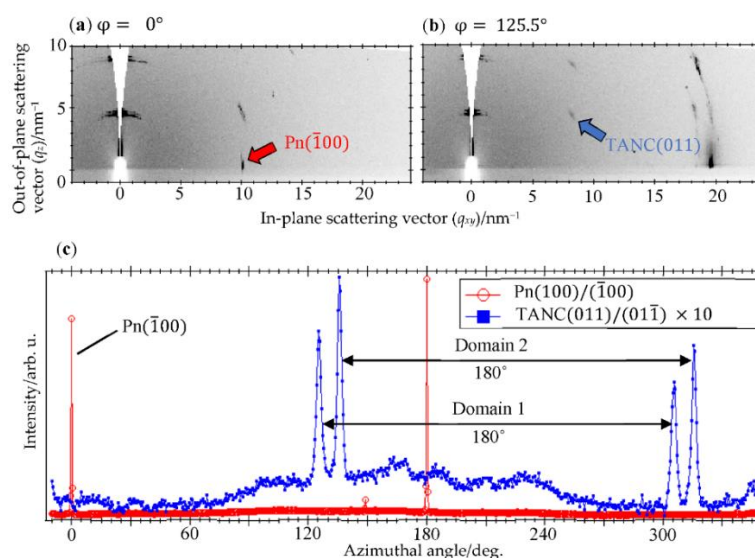 (a) φ = 0°
(b) φ = 125.5°
Out-of-plane scattering
vector (qz)/nm⁻¹
10
5
0
Pn(1̅00)
TANC(011)
0 5 10 15 20
0 5 10 15 20
In-plane scattering vector (qxy)/nm⁻¹
(c)
Pn(1̅00)
Pn(100)/(1̅00)
TANC(011)/(011̅) × 10
Domain 2
180°
Domain 1
180°
Intensity/arb. u.
0 60 120 180 240 300
Azimuthal angle/deg.